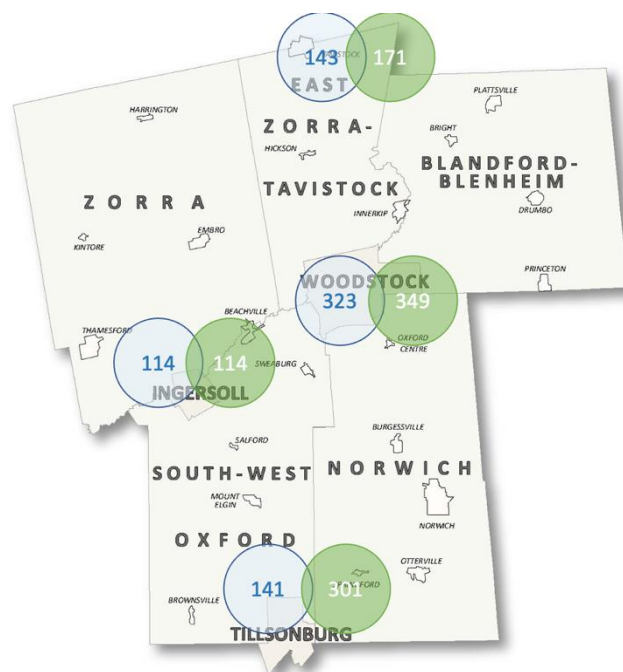 143
171
TAVISTOCK
EAST
PLATTSVILLE
HARRINGTON
ZORRA-
BRIGHT
HICKSON
BLANDFORD-
BLENHEIM
TAVISTOCK
ZORRA
DRUMBO
INNERKIP
EMBRO
KINTORE
WOODSTOCK
PRINCETON
323
349
BEACHVILLE
THAMESFORD
OXFORD
CENTRE
114
114
SWEABURG
INGERSOLL
BURGESSVILLE
SALFORD
SOUTH-WEST
NORWICH
MOUNT
ELGIN
NORWICH
OXFORD
OTTERVILLE
141
301
BROWNSVILLE
TILLSONBURG